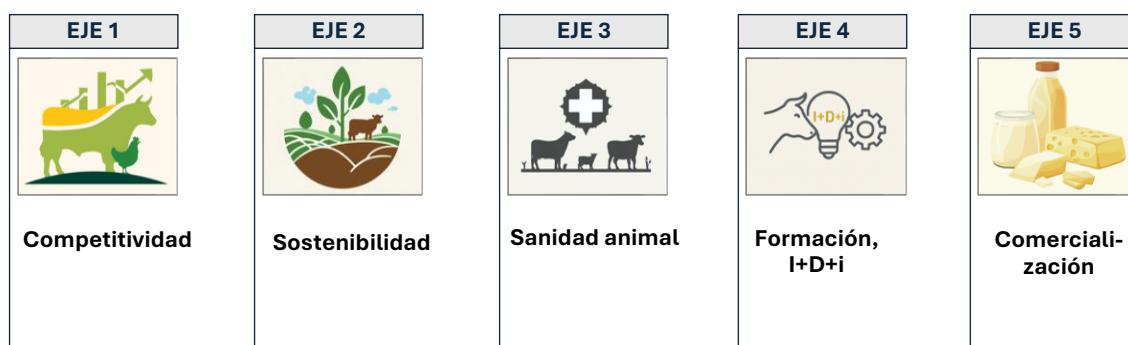 EJE 1
EJE 2
EJE 3
EJE 4
EJE 5
I+D+i
Competitividad
Sostenibilidad
Sanidad animal
Formación,
I+D+i
Comerciali-
zación